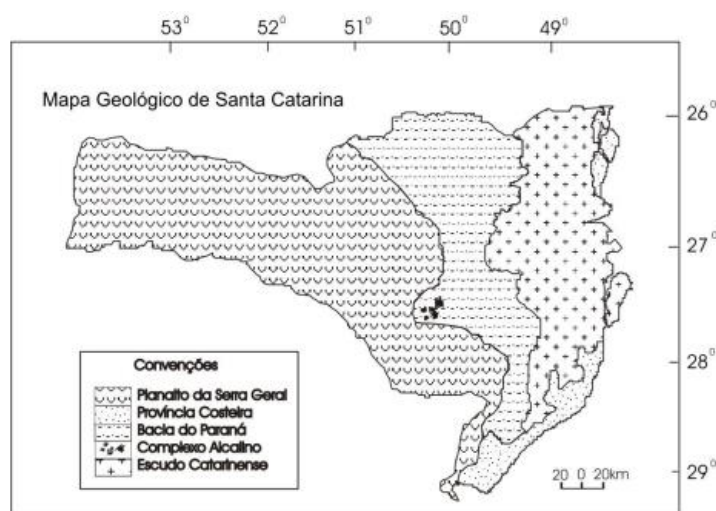 53° 52° 51° 50° 49°
Mapa Geológico de Santa Catarina
26°
27°
28°
29°
Convenções
Planalto da Serra Geral
Província Costeira
Bacia do Paraná
Complexo Alcalino
Escudo Catarinense
20 0 20km